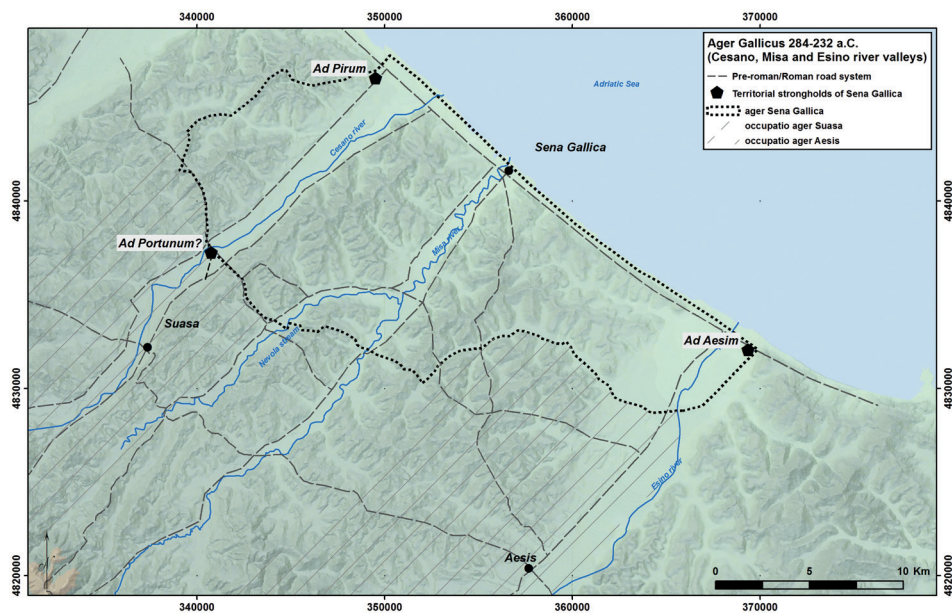 340000 350000 360000 370000
Ager Gallicus 284-232 a.C.
(Cesano, Misa and Esino river valleys)
Pre-roman/Roman road system
Territorial strongholds of Sena Gallica
ager Sena Gallica
occupatio ager Suasa
occupatio ager Aesis
Ad Pirum
Adriatic Sea
Cesano river
Sena Gallica
4840000 4840000
Ad Portunum?
Misa river
Suasa
Nevola stream
Ad Aesim
4830000 4830000
Esino river
Aesis
0 5 10 Km
4820000 4820000
340000 350000 360000 370000